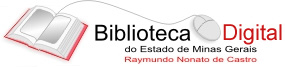 Biblioteca Digital
do Estado de Minas Gerais
Raymundo Nonato de Castro